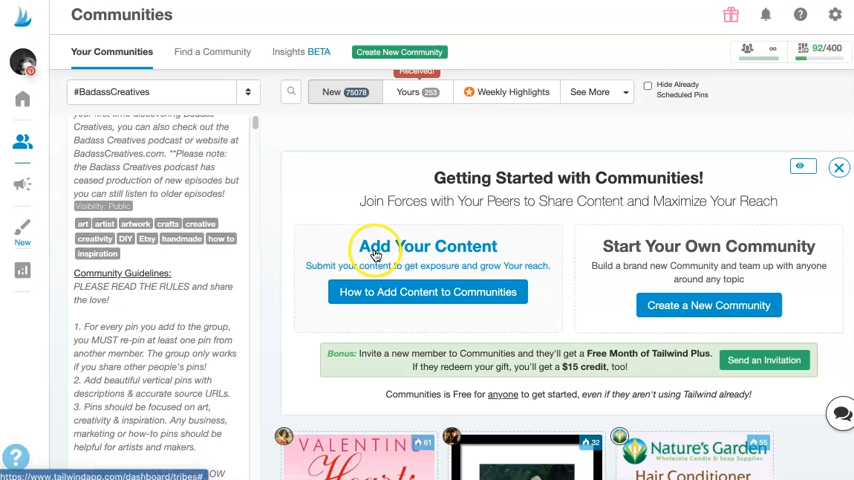 Communities
Your Communities
Find a Community
Insights BETA
Create New Community
∞
92/400
#BadassCreatives
New 75078
Received!
Yours 253
Weekly Highlights
See More
Hide Already
Scheduled Pins
your first time discovering Badass
Creatives, you can also check out the
Badass Creatives podcast or website at
BadassCreatives.com. **Please note:
the Badass Creatives podcast has
ceased production of new episodes but
you can still listen to older episodes!
Visibility: Public
art artist artwork crafts creative
creativity DIY Etsy handmade how to
inspiration
Community Guidelines:
PLEASE READ THE RULES and share
the love!
1. For every pin you add to the group,
you MUST re-pin at least one pin from
another member. The group only works
if you share other people's pins!
2. Add beautiful vertical pins with
descriptions & accurate source URLs.
3. Pins should be focused on art,
creativity & inspiration. Any business,
marketing or how-to pins should be
helpful for artists and makers.
New
Getting Started with Communities!
Join Forces with Your Peers to Share Content and Maximize Your Reach
Add Your Content
Submit your content to get exposure and grow Your reach.
How to Add Content to Communities
Start Your Own Community
Build a brand new Community and team up with anyone
around any topic
Create a New Community
Bonus: Invite a new member to Communities and they'll get a Free Month of Tailwind Plus.
If they redeem your gift, you'll get a $15 credit, too!
Send an Invitation
Communities is Free for anyone to get started, even if they aren't using Tailwind already!
61
VALENTINE
Hearts
32
55
Nature's Garden
Wholesale Candle & Soap Supplies
Hair Conditioner
https://www.tailwindapp.com/dashboard/tribes#